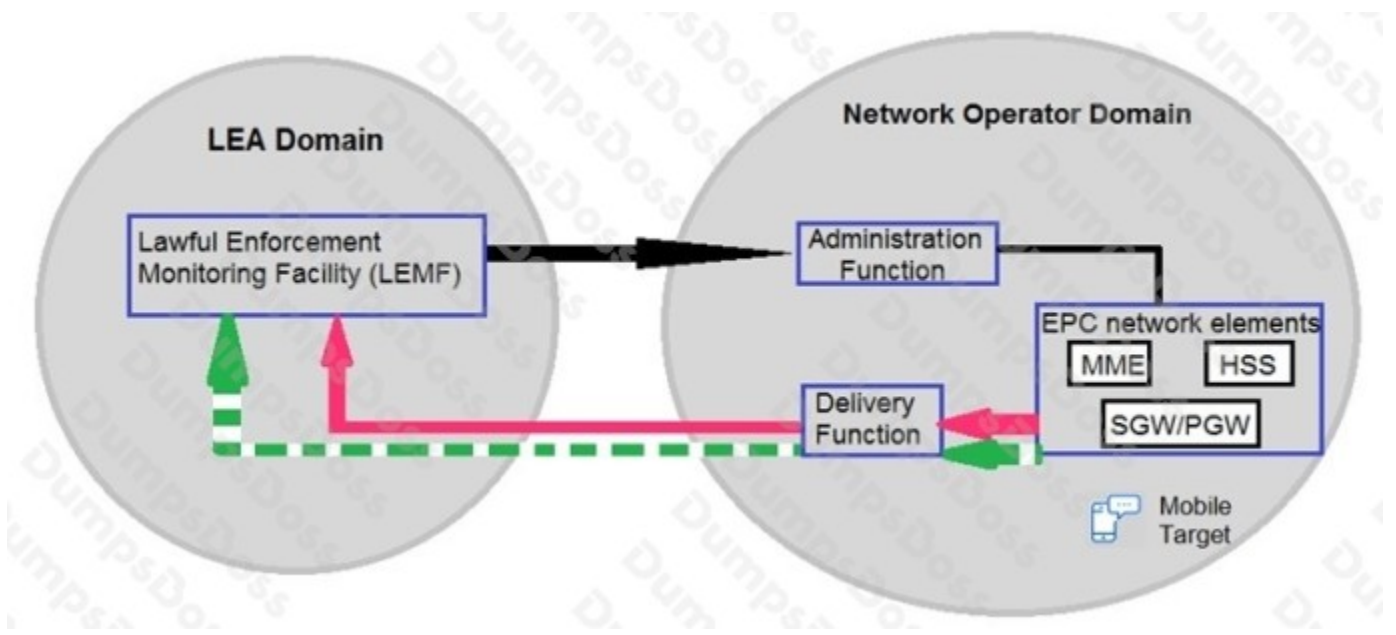 LEA Domain
Network Operator Domain
Lawful Enforcement
Monitoring Facility (LEMF)
Administration
Function
EPC network elements
MME
HSS
SGW/PGW
Delivery
Function
Mobile
Target
DumpsDoss